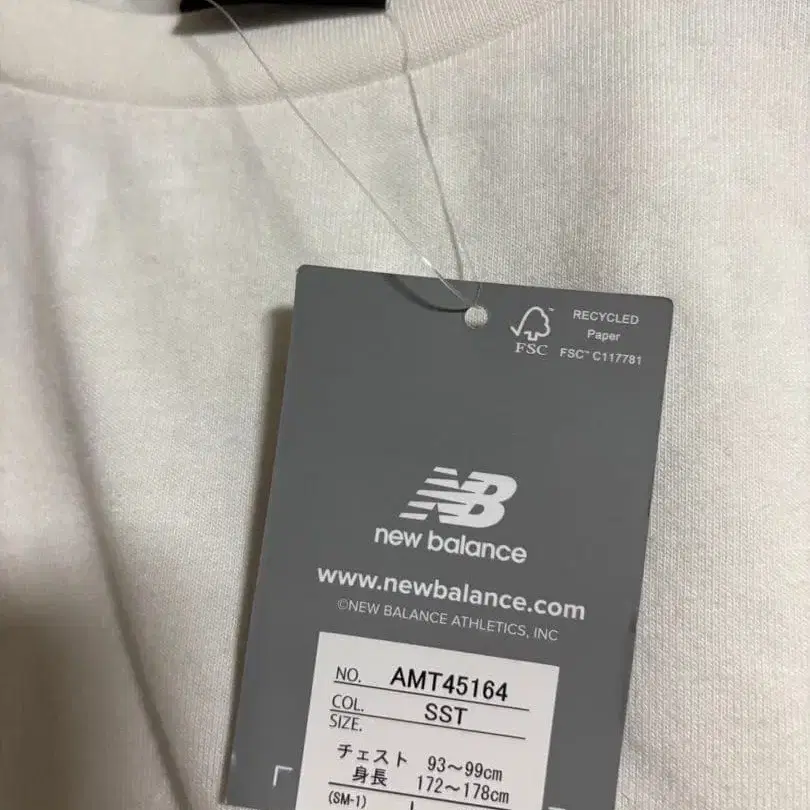 RECYCLED
Paper
FSC™ C117781
FSC
NB
new balance
www.newbalance.com
©NEW BALANCE ATHLETICS, INC
NO. AMT45164
COL. SST
SIZE.
チェスト 93～99cm
身長 172～178cm
(SM-1) L